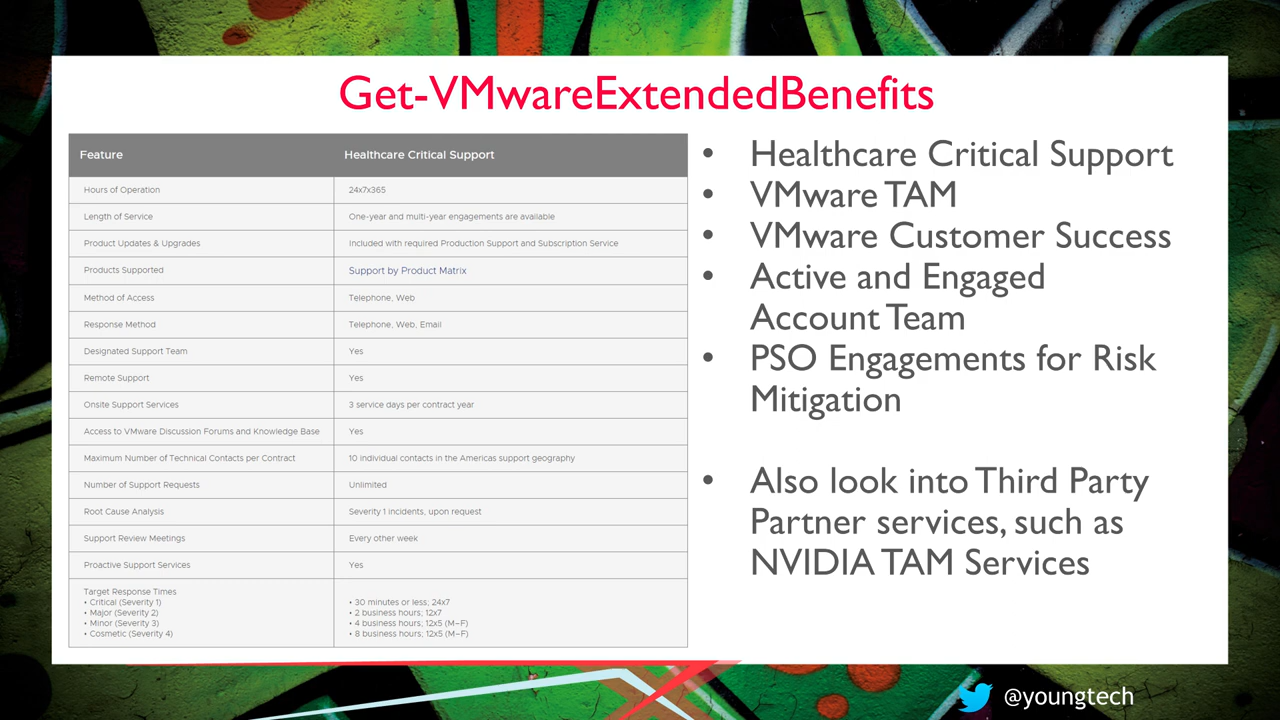 Get-VMwareExtendedBenefits
Feature Healthcare Critical Support
Hours of Operation 24x7x365
Length of Service One-year and multi-year engagements are available
Product Updates & Upgrades Included with required Production Support and Subscription Service
Products Supported Support by Product Matrix
Method of Access Telephone, Web
Response Method Telephone, Web, Email
Designated Support Team Yes
Remote Support Yes
Onsite Support Services 3 service days per contract year
Access to VMware Discussion Forums and Knowledge Base Yes
Maximum Number of Technical Contacts per Contract 10 individual contacts in the Americas support geography
Number of Support Requests Unlimited
Root Cause Analysis Severity 1 incidents, upon request
Support Review Meetings Every other week
Proactive Support Services Yes
Target Response Times
• Critical (Severity 1) • 30 minutes or less; 24x7
• Major (Severity 2) • 2 business hours; 12x7
• Minor (Severity 3) • 4 business hours; 12x5 (M–F)
• Cosmetic (Severity 4) • 8 business hours; 12x5 (M–F)
• Healthcare Critical Support
• VMware TAM
• VMware Customer Success
• Active and Engaged
Account Team
• PSO Engagements for Risk
Mitigation
• Also look into Third Party
Partner services, such as
NVIDIA TAM Services
@youngtech